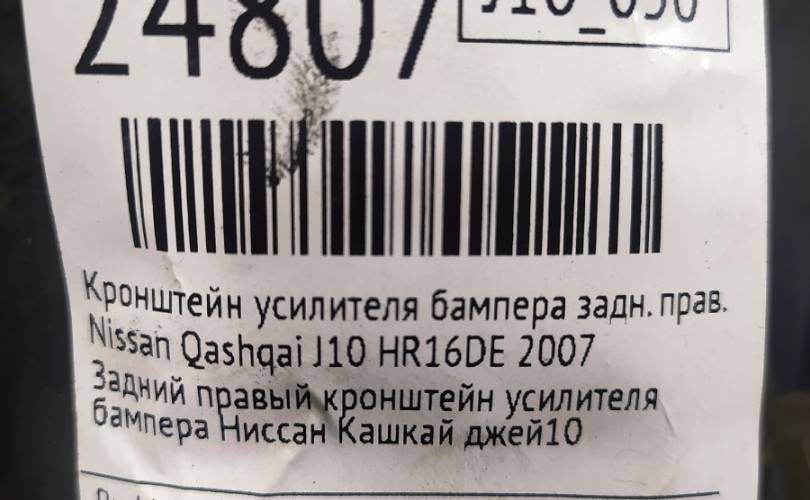 24807
J10_030
Кронштейн усилителя бампера задн. прав.
Nissan Qashqai J10 HR16DE 2007
Задний правый кронштейн усилителя
бампера Ниссан Кашкай джей10